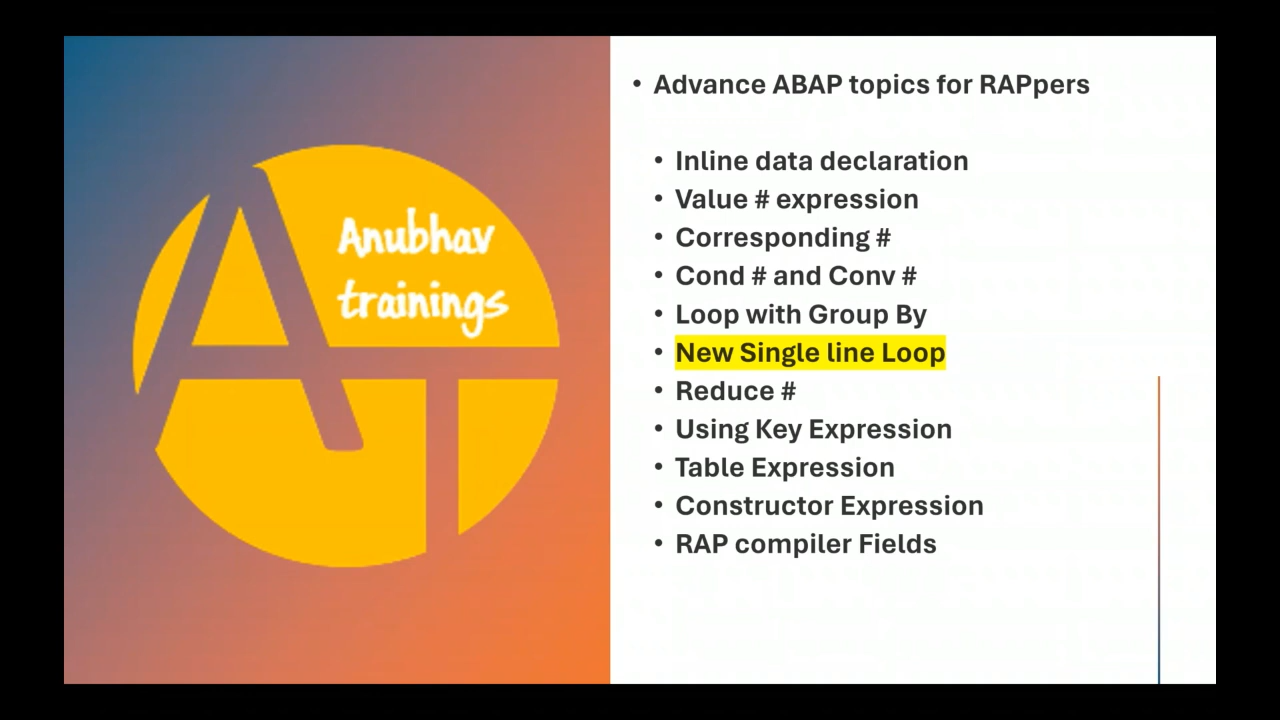 Anubhav
trainings
• Advance ABAP topics for RAPpers
• Inline data declaration
• Value # expression
• Corresponding #
• Cond # and Conv #
• Loop with Group By
• New Single line Loop
• Reduce #
• Using Key Expression
• Table Expression
• Constructor Expression
• RAP compiler Fields